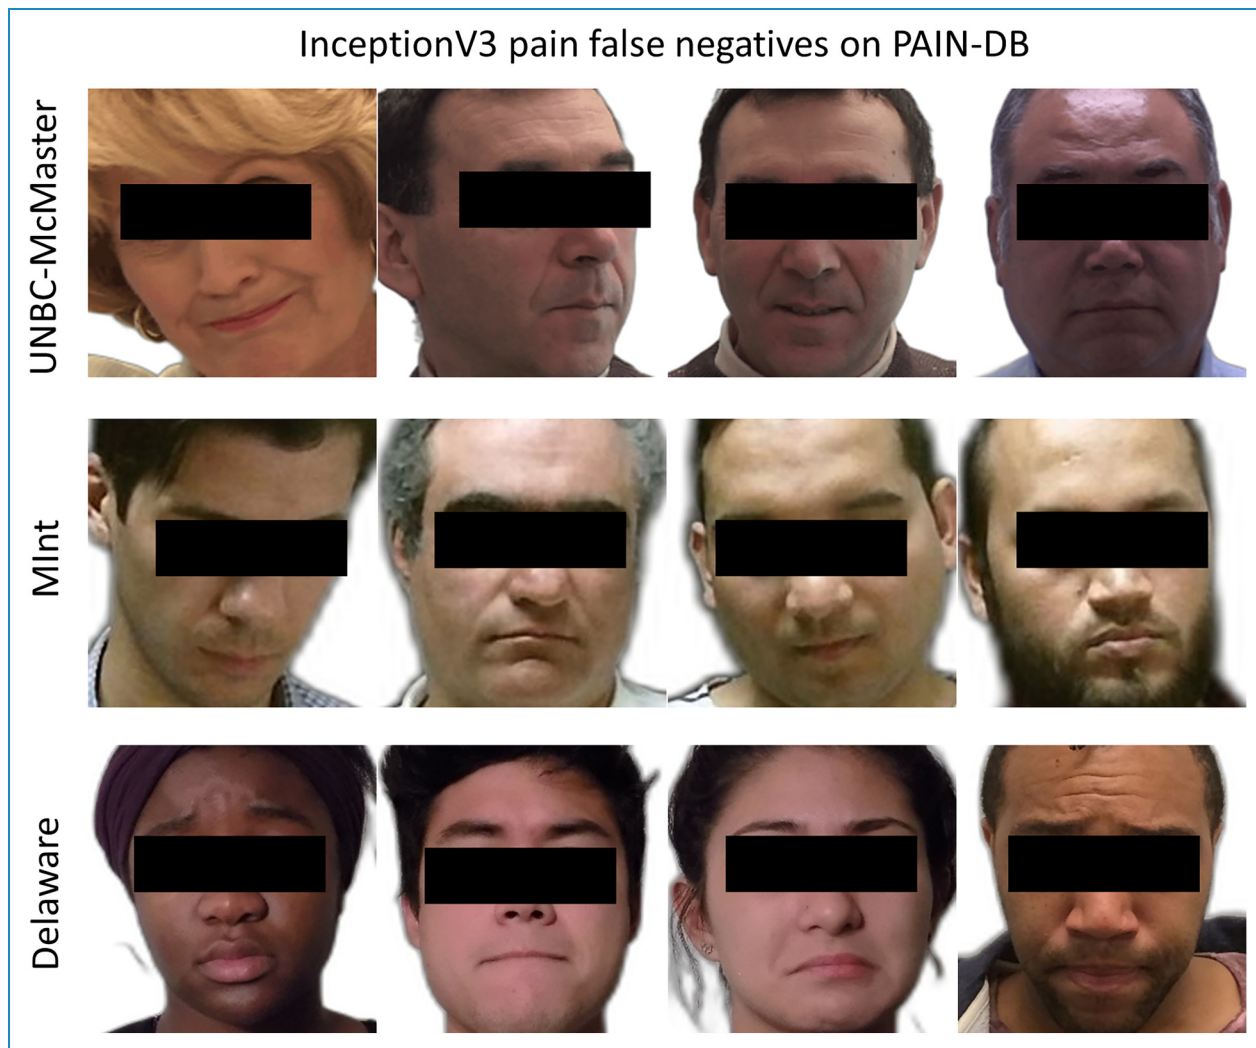 InceptionV3 pain false negatives on PAIN-DB
UNBC-McMaster
MInt
Delaware